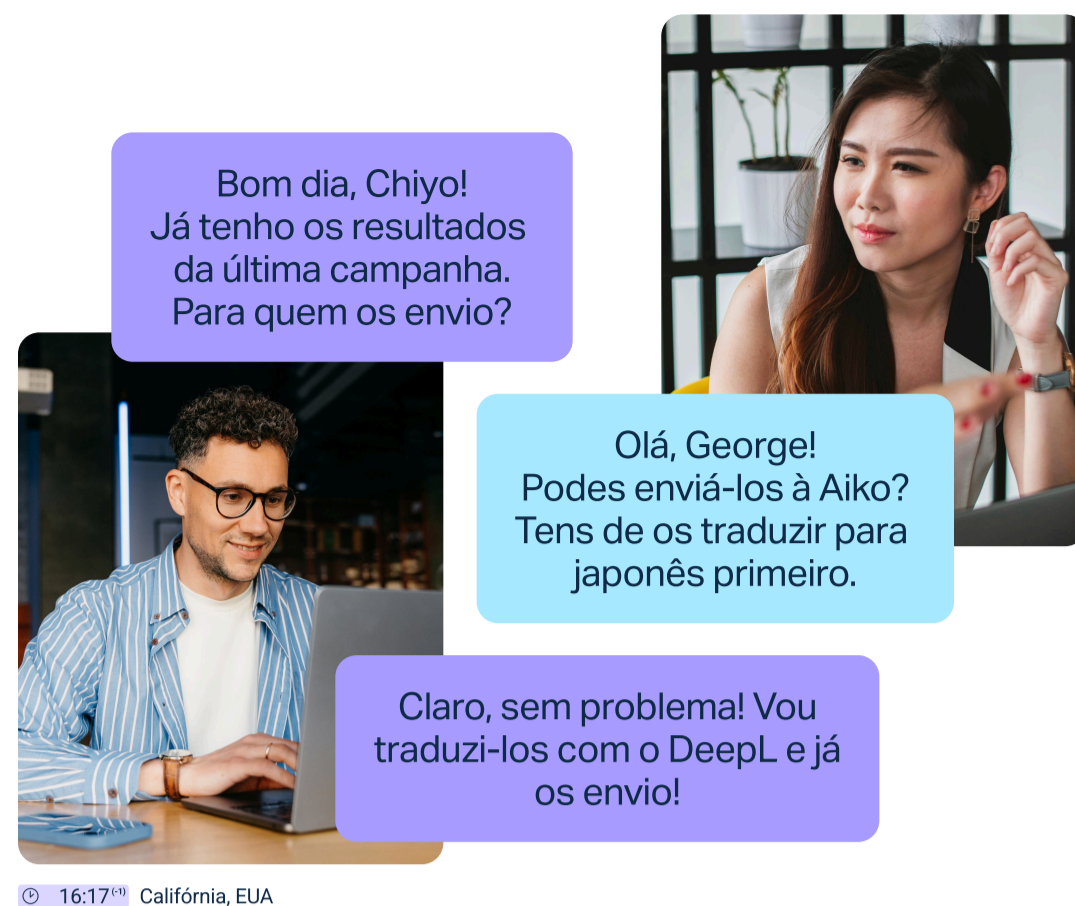 Bom dia, Chiyo!
Já tenho os resultados
da última campanha.
Para quem os envio?
Olá, George!
Podes enviá-los à Aiko?
Tens de os traduzir para
japonês primeiro.
Claro, sem problema! Vou
traduzi-los com o DeepL e já
os envio!
16:17(-1) Califórnia, EUA